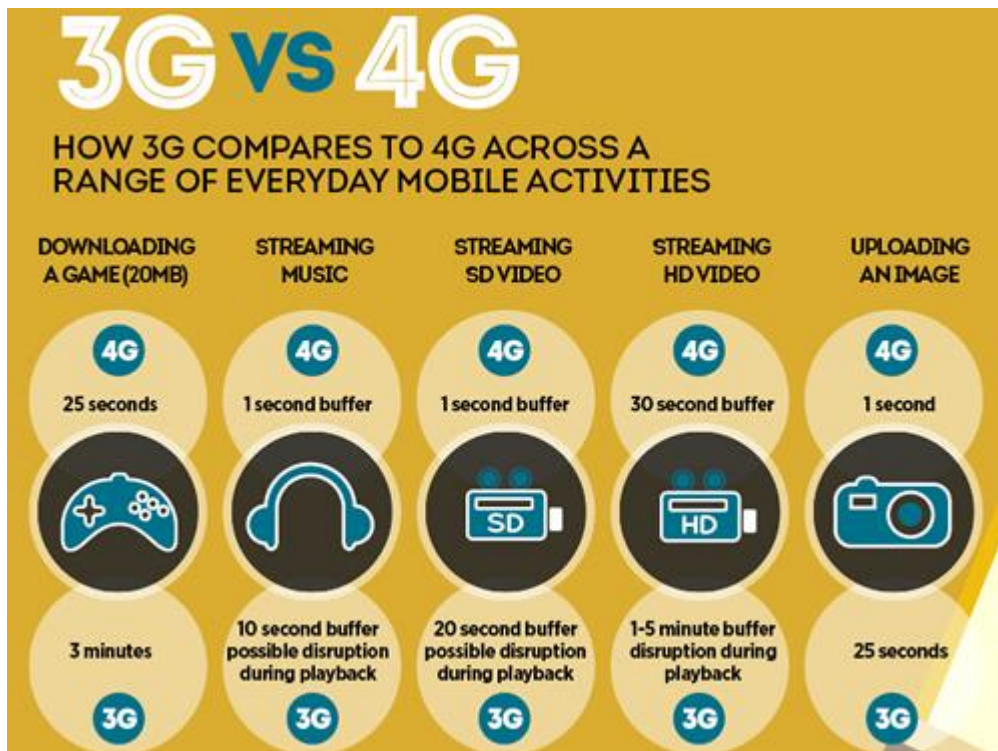 3G VS 4G
HOW 3G COMPARES TO 4G ACROSS A
RANGE OF EVERYDAY MOBILE ACTIVITIES
DOWNLOADING
A GAME (20MB)
4G
25 seconds
3 minutes
3G
STREAMING
MUSIC
4G
1 second buffer
10 second buffer
possible disruption
during playback
3G
STREAMING
SD VIDEO
4G
1 second buffer
SD
20 second buffer
possible disruption
during playback
3G
STREAMING
HD VIDEO
4G
30 second buffer
HD
1-5 minute buffer
disruption during
playback
3G
UPLOADING
AN IMAGE
4G
1 second
25 seconds
3G